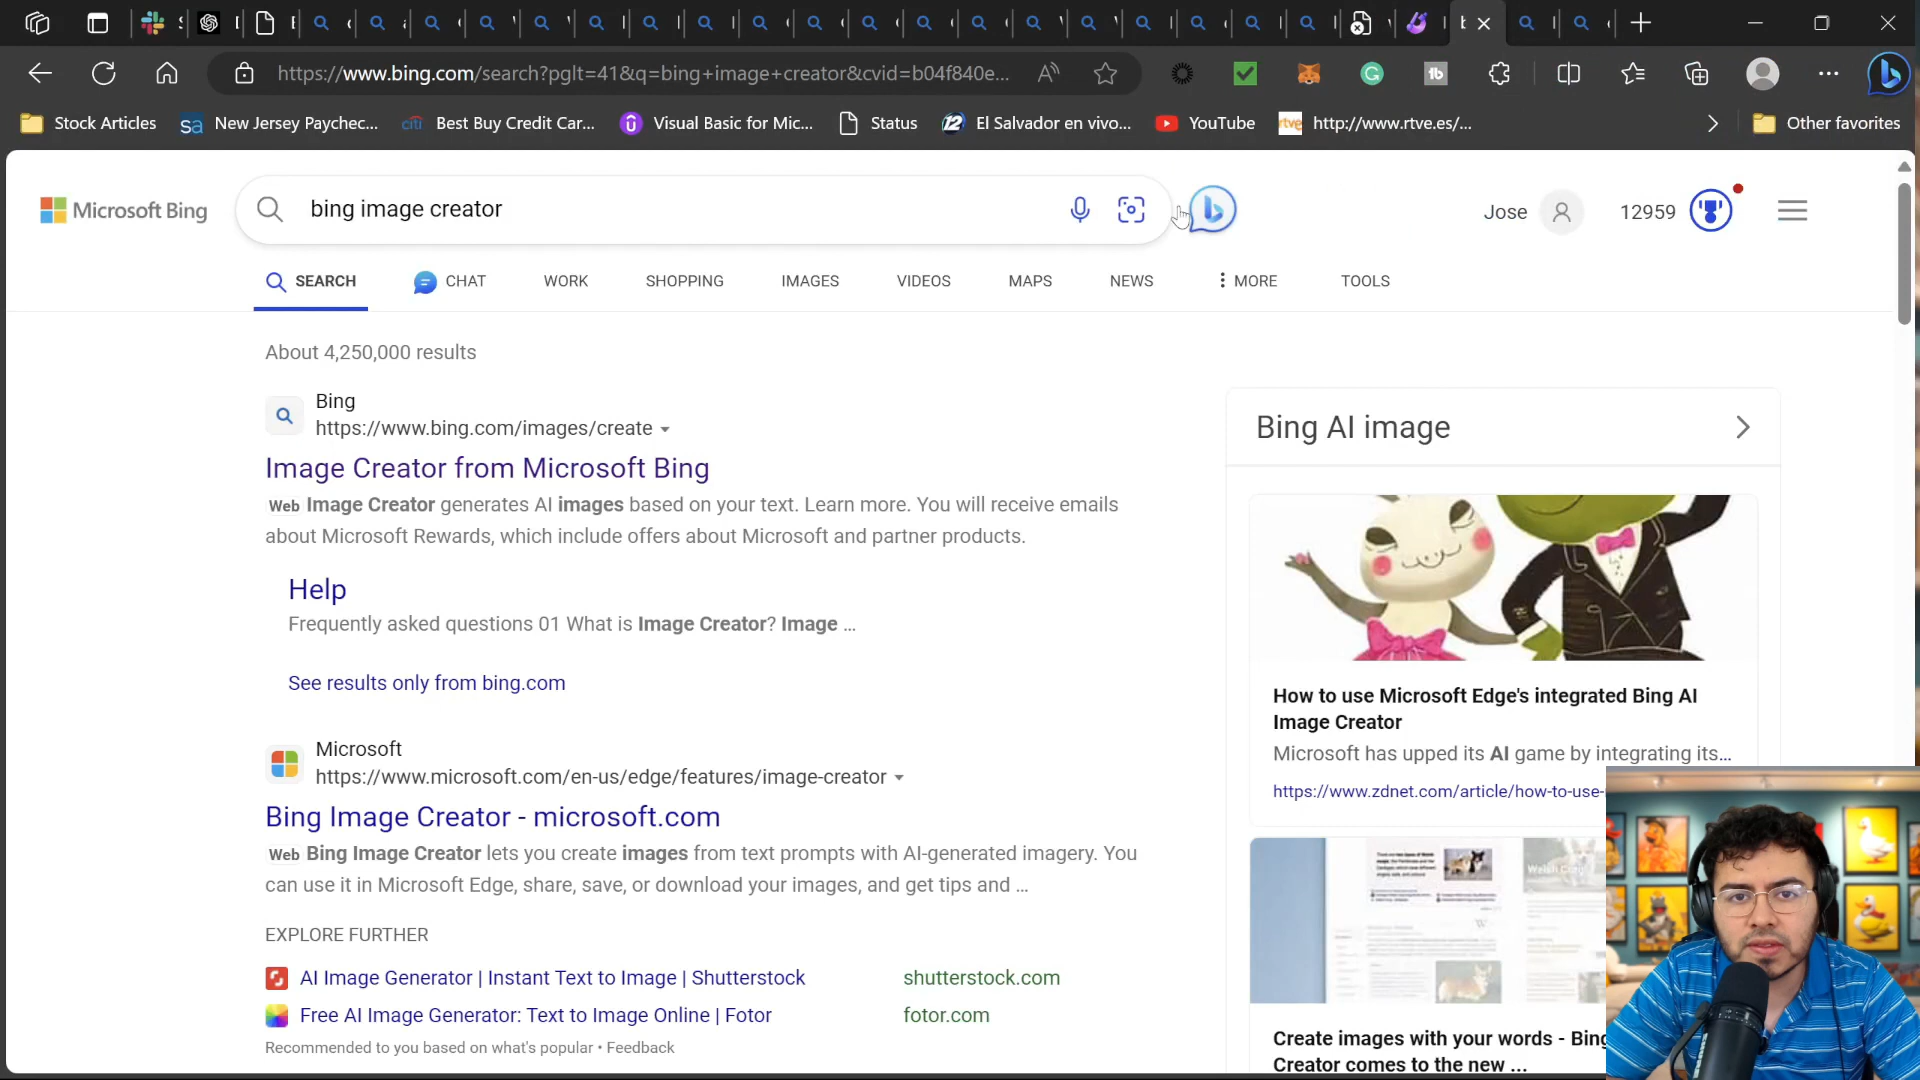 https://www.bing.com/search?pglt=41&q=bing+image+creator&cvid=b04f840e...
Stock Articles
New Jersey Paychec...
citi
Best Buy Credit Car...
Visual Basic for Mic...
Status
El Salvador en vivo...
YouTube
http://www.rtve.es/...
Other favorites
Microsoft Bing
bing image creator
Jose
12959
SEARCH
CHAT
WORK
SHOPPING
IMAGES
VIDEOS
MAPS
NEWS
MORE
TOOLS
About 4,250,000 results
Bing
https://www.bing.com/images/create
Image Creator from Microsoft Bing
Web Image Creator generates AI images based on your text. Learn more. You will receive emails
about Microsoft Rewards, which include offers about Microsoft and partner products.
Help
Frequently asked questions 01 What is Image Creator? Image ...
See results only from bing.com
Microsoft
https://www.microsoft.com/en-us/edge/features/image-creator
Bing Image Creator - microsoft.com
Web Bing Image Creator lets you create images from text prompts with AI-generated imagery. You
can use it in Microsoft Edge, share, save, or download your images, and get tips and ...
EXPLORE FURTHER
AI Image Generator | Instant Text to Image | Shutterstock
shutterstock.com
Free AI Image Generator: Text to Image Online | Fotor
fotor.com
Recommended to you based on what's popular • Feedback
Bing AI image
How to use Microsoft Edge's integrated Bing AI
Image Creator
Microsoft has upped its AI game by integrating its...
https://www.zdnet.com/article/how-to-use-
Welsh Corgi
Create images with your words - Bing
Creator comes to the new ...